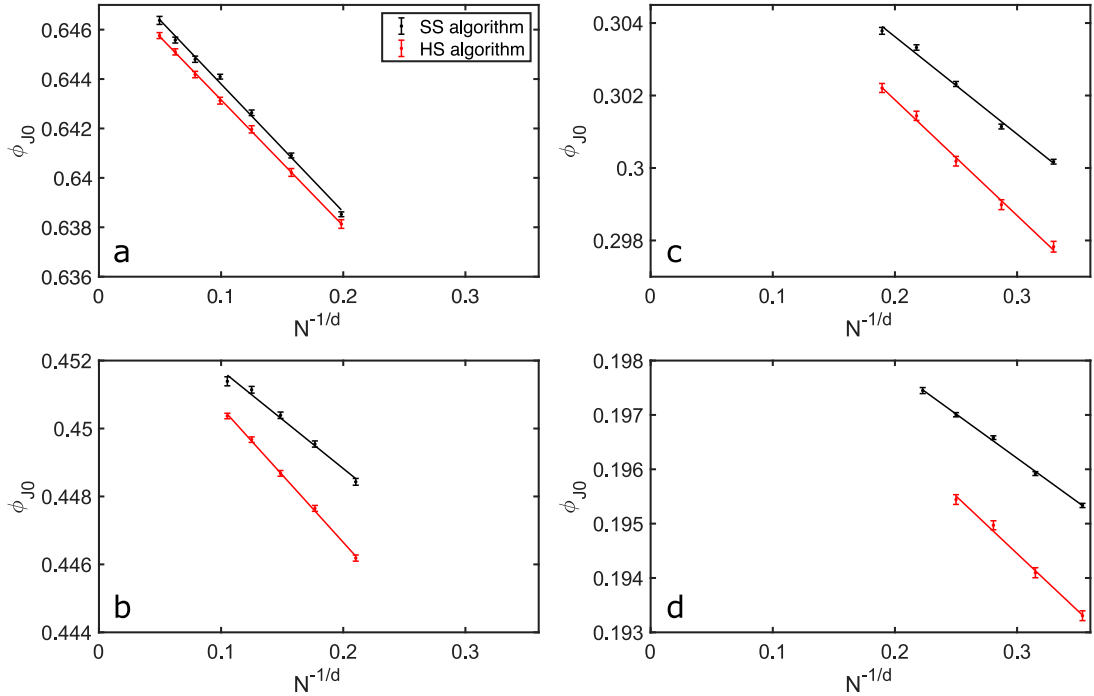 0.646
0.644
0.642
0.64
0.638
0.636
ϕJ0
SS algorithm
HS algorithm
a
0
0.1
0.2
0.3
N-1/d
0.304
0.302
0.3
0.298
ϕJ0
c
0
0.1
0.2
0.3
N-1/d
0.452
0.45
0.448
0.446
0.444
ϕJ0
b
0
0.1
0.2
0.3
N-1/d
0.198
0.197
0.196
0.195
0.194
0.193
ϕJ0
d
0
0.1
0.2
0.3
N-1/d